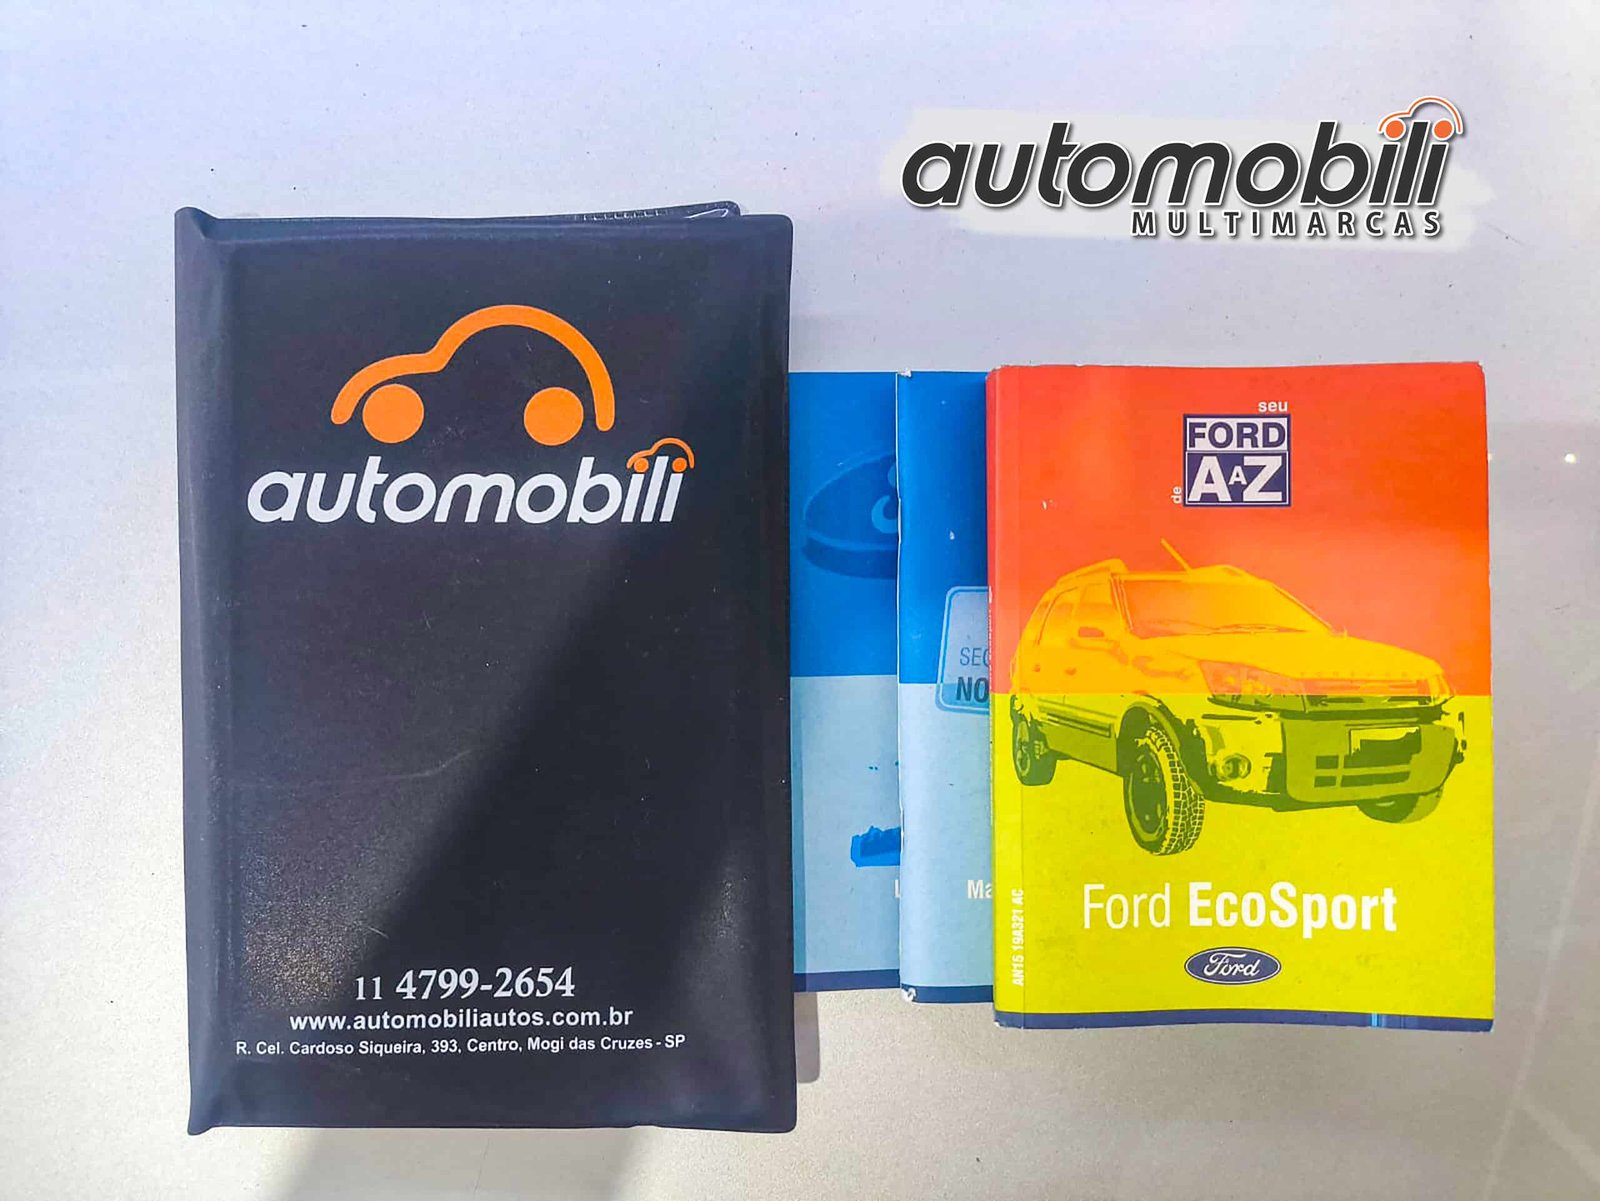 automobili
MULTIMARCAS
automobili
11 4799-2654
www.automobiliautos.com.br
R. Cel. Cardoso Siqueira, 393, Centro, Mogi das Cruzes - SP
NO
seu
FORD
de
A A Z
Ford EcoSport
Ford
AN15 19A321 AC